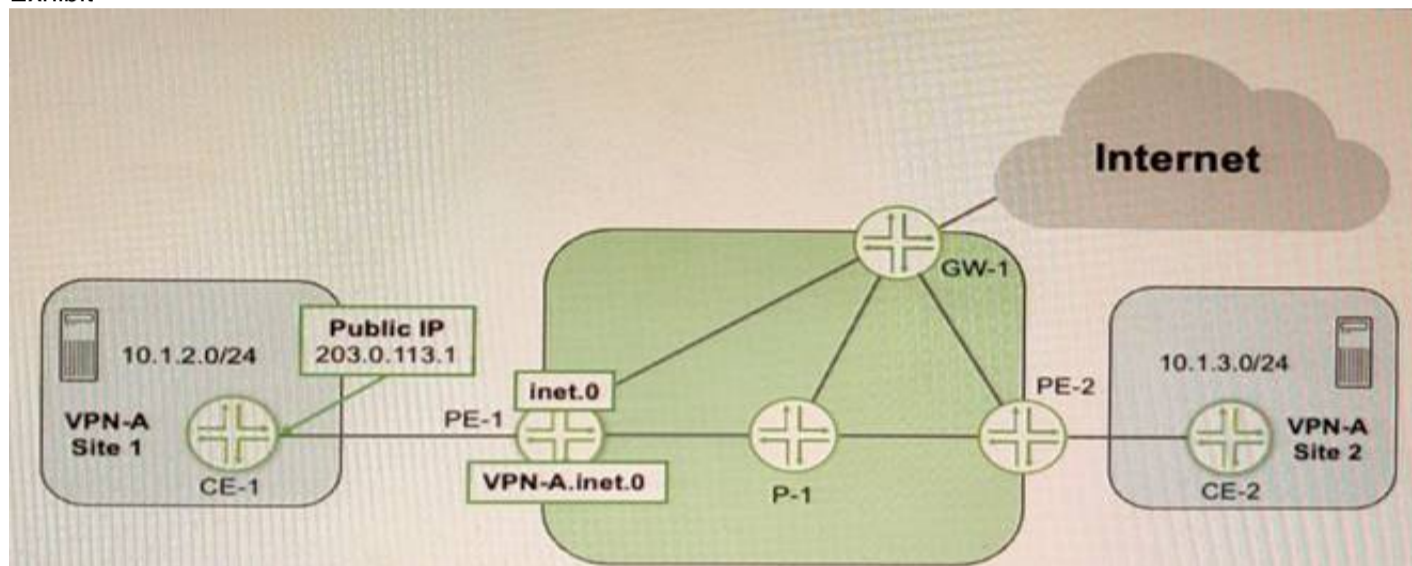 Internet
GW-1
Public IP
203.0.113.1
10.1.2.0/24
VPN-A
Site 1
CE-1
PE-1
inet.0
VPN-A.inet.0
P-1
PE-2
10.1.3.0/24
VPN-A
Site 2
CE-2